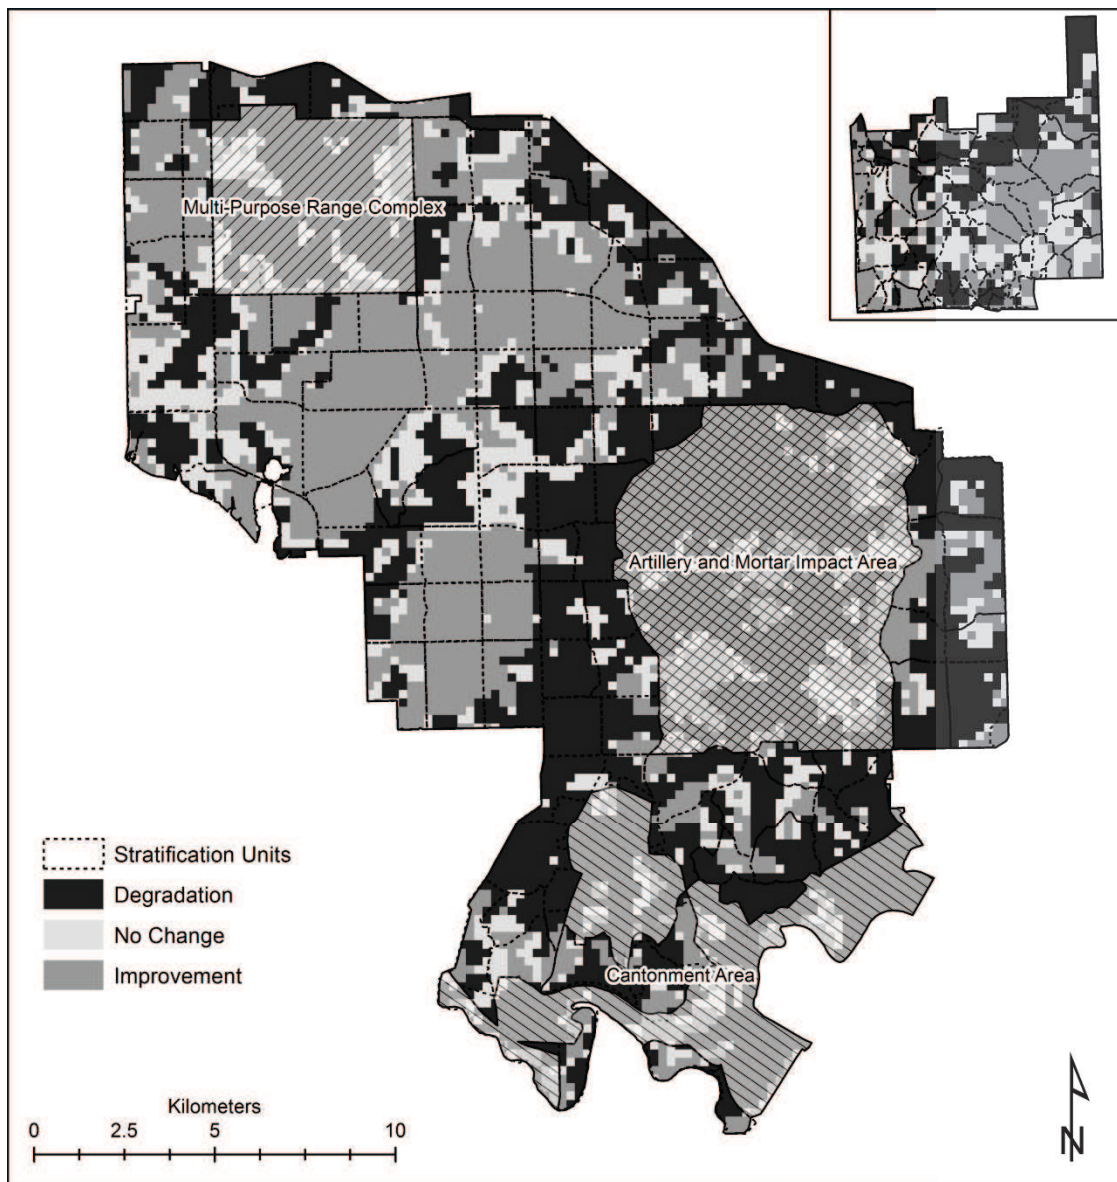 Multi-Purpose Range Complex
Artillery and Mortar Impact Area
Stratification Units
Degradation
No Change
Improvement
Cantonment Area
Kilometers
0 2.5 5 10
N